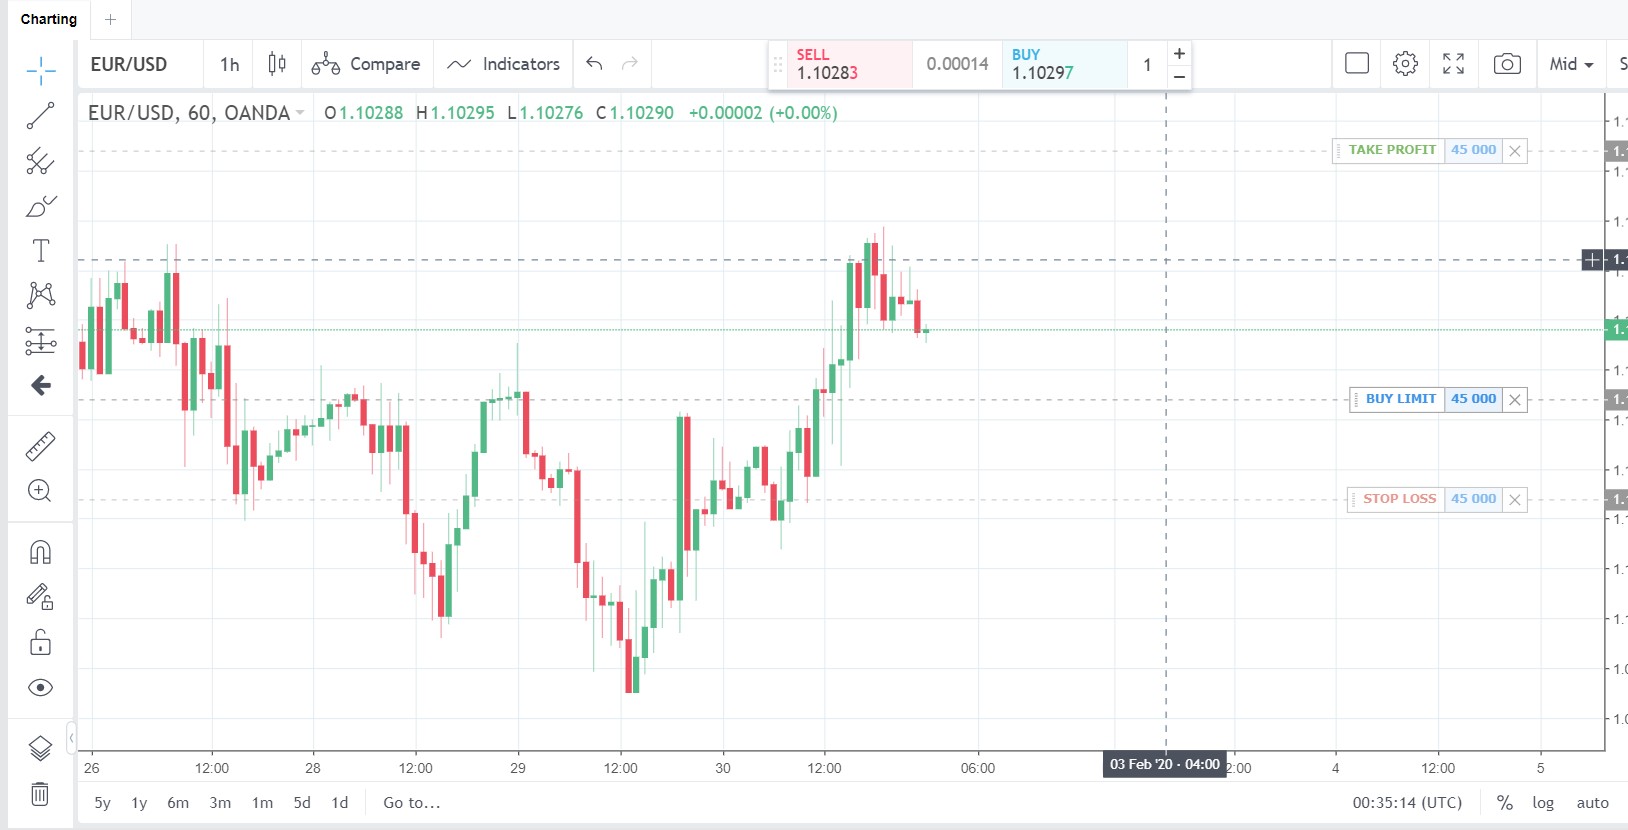 Charting +
EUR/USD 1h Compare Indicators SELL 1.10283 0.00014 BUY 1.10297 1 + − Mid
EUR/USD, 60, OANDA O1.10288 H1.10295 L1.10276 C1.10290 +0.00002 (+0.00%)
TAKE PROFIT 45 000
BUY LIMIT 45 000
STOP LOSS 45 000
26 12:00 28 12:00 29 12:00 30 12:00 06:00 03 Feb '20 · 04:00 2:00 4 12:00 5
5y 1y 6m 3m 1m 5d 1d Go to... 00:35:14 (UTC) % log auto